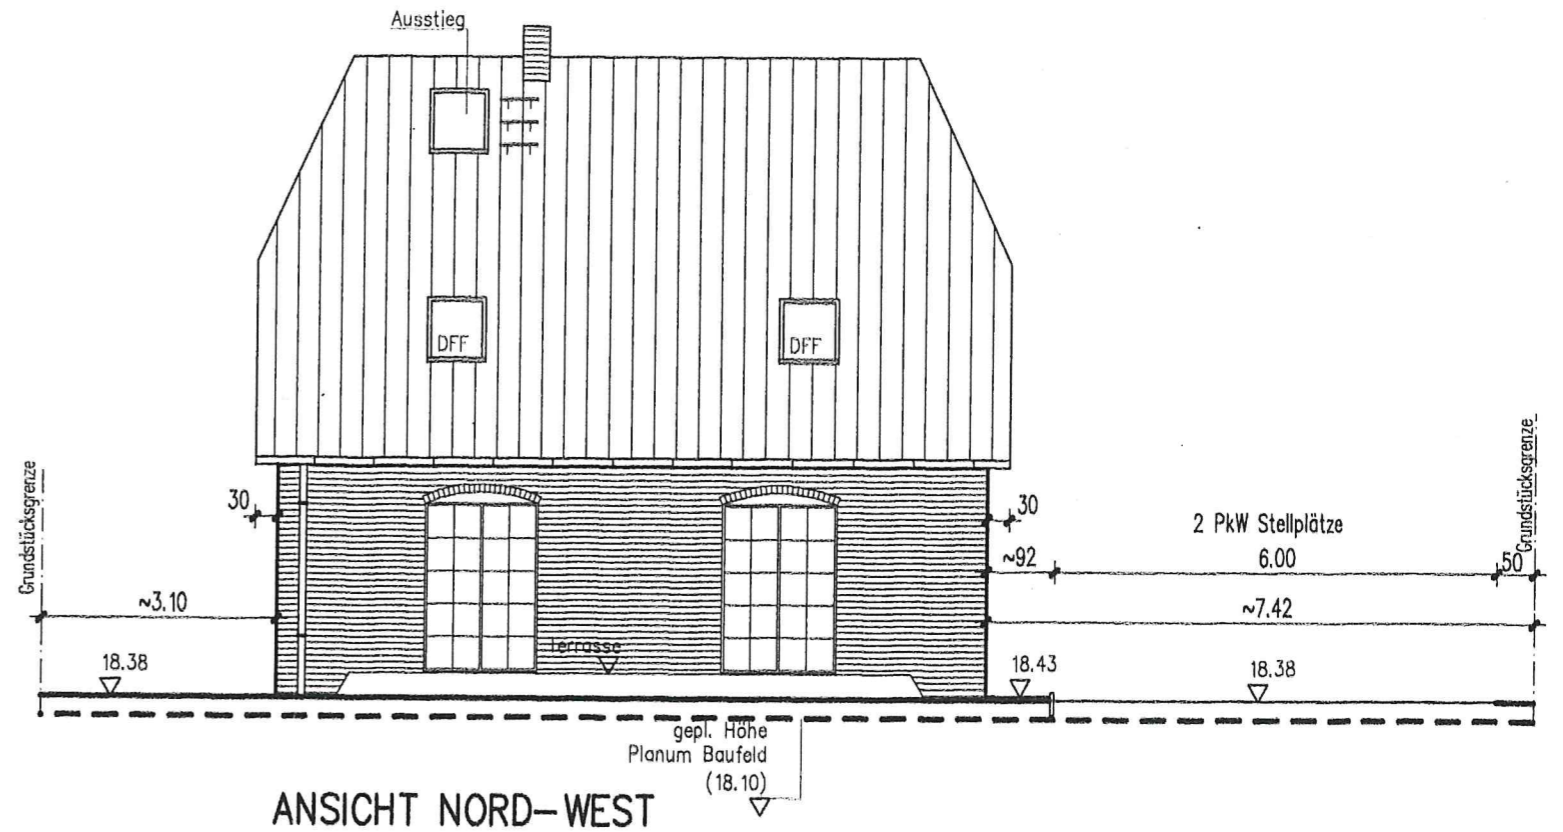 Ausstieg
DFF
DFF
Grundstücksgrenze
Grundstücksgrenze
30
30
2 PkW Stellplätze
~92
6.00
50
~3.10
~7.42
Terrasse
18.38
18.43
18.38
gepl. Höhe
Planum Baufeld
(18.10)
ANSICHT NORD-WEST